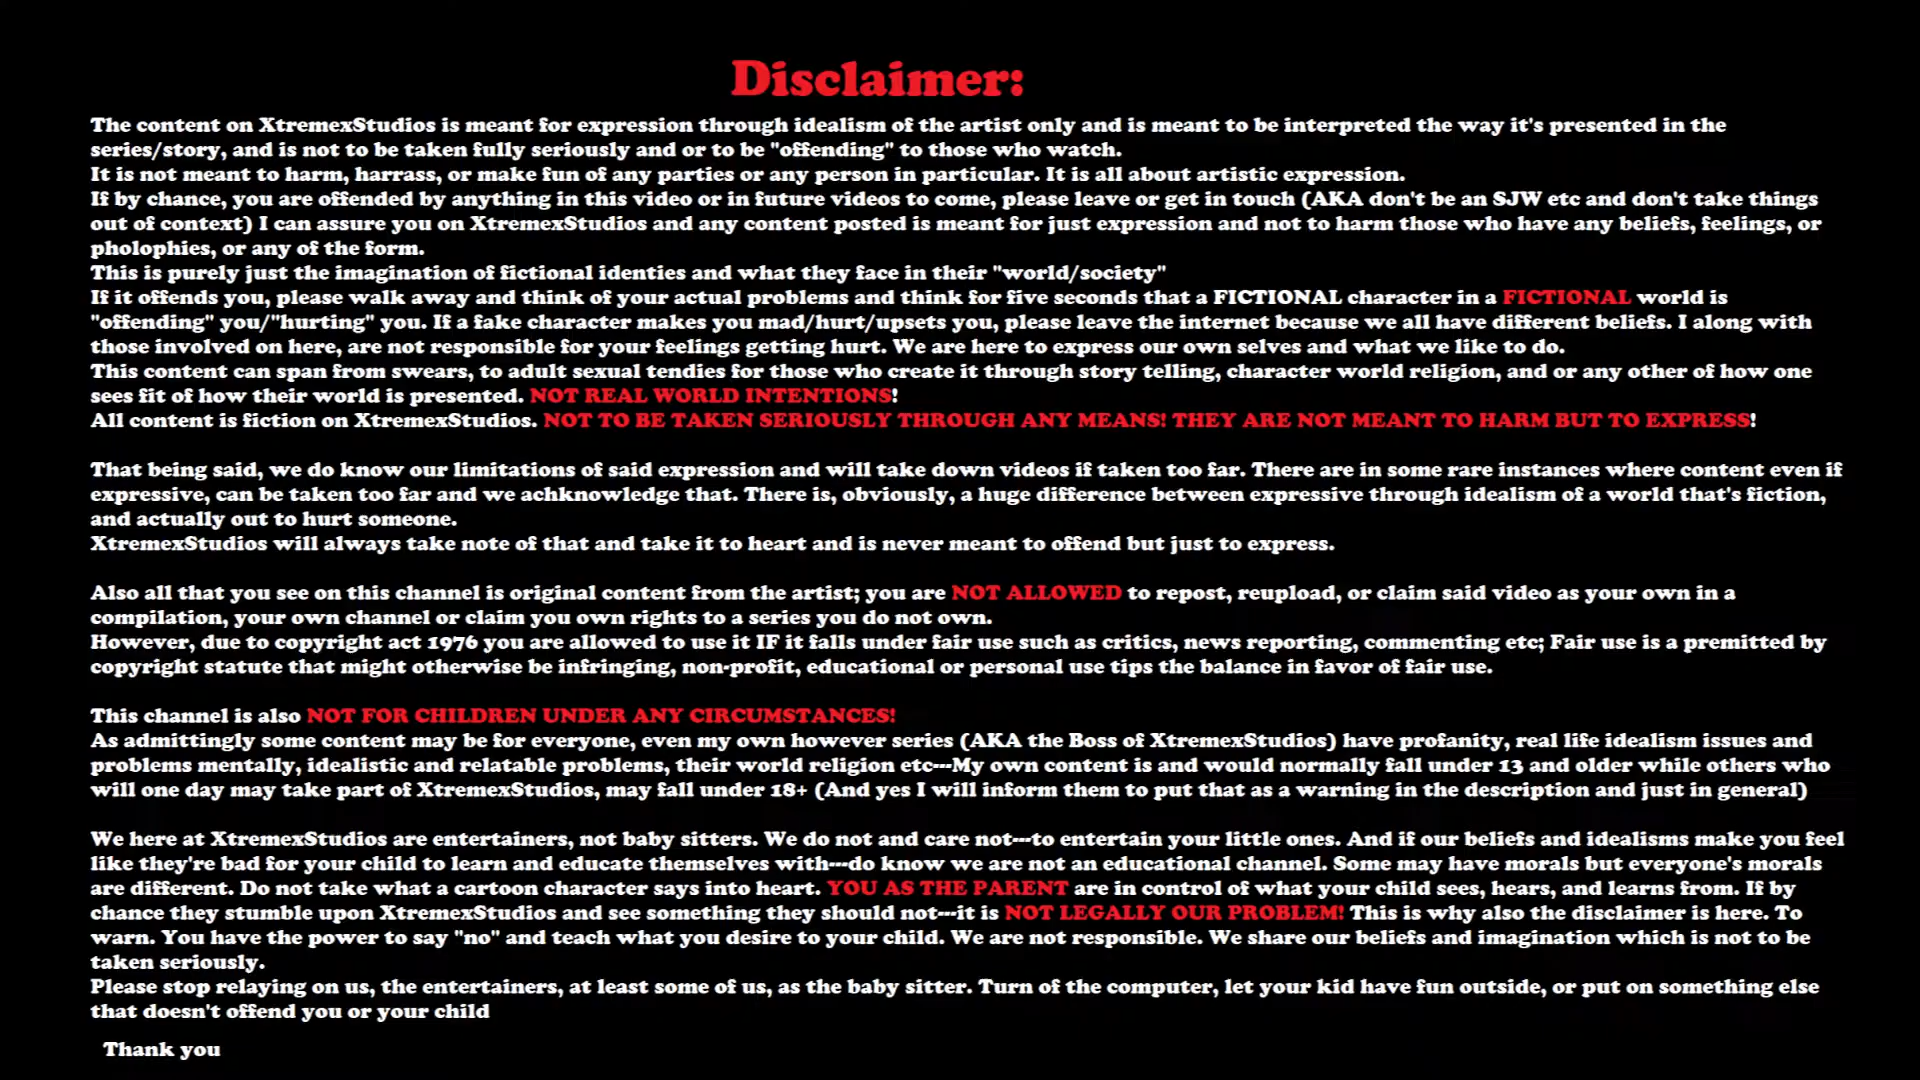 Disclaimer:
The content on XtremexStudios is meant for expression through idealism of the artist only and is meant to be interpreted the way it's presented in the
series/story, and is not to be taken fully seriously and or to be "offending" to those who watch.
It is not meant to harm, harrass, or make fun of any parties or any person in particular. It is all about artistic expression.
If by chance, you are offended by anything in this video or in future videos to come, please leave or get in touch (AKA don't be an SJW etc and don't take things
out of context) I can assure you on XtremexStudios and any content posted is meant for just expression and not to harm those who have any beliefs, feelings, or
pholophies, or any of the form.
This is purely just the imagination of fictional identies and what they face in their "world/society"
If it offends you, please walk away and think of your actual problems and think for five seconds that a FICTIONAL character in a FICTIONAL world is
"offending" you/"hurting" you. If a fake character makes you mad/hurt/upsets you, please leave the internet because we all have different beliefs. I along with
those involved on here, are not responsible for your feelings getting hurt. We are here to express our own selves and what we like to do.
This content can span from swears, to adult sexual tendies for those who create it through story telling, character world religion, and or any other of how one
sees fit of how their world is presented. NOT REAL WORLD INTENTIONS!
All content is fiction on XtremexStudios. NOT TO BE TAKEN SERIOUSLY THROUGH ANY MEANS! THEY ARE NOT MEANT TO HARM BUT TO EXPRESS!
That being said, we do know our limitations of said expression and will take down videos if taken too far. There are in some rare instances where content even if
expressive, can be taken too far and we achknowledge that. There is, obviously, a huge difference between expressive through idealism of a world that's fiction,
and actually out to hurt someone.
XtremexStudios will always take note of that and take it to heart and is never meant to offend but just to express.
Also all that you see on this channel is original content from the artist; you are NOT ALLOWED to repost, reupload, or claim said video as your own in a
compilation, your own channel or claim you own rights to a series you do not own.
However, due to copyright act 1976 you are allowed to use it IF it falls under fair use such as critics, news reporting, commenting etc; Fair use is a premitted by
copyright statute that might otherwise be infringing, non-profit, educational or personal use tips the balance in favor of fair use.
This channel is also NOT FOR CHILDREN UNDER ANY CIRCUMSTANCES!
As admittingly some content may be for everyone, even my own however series (AKA the Boss of XtremexStudios) have profanity, real life idealism issues and
problems mentally, idealistic and relatable problems, their world religion etc---My own content is and would normally fall under 13 and older while others who
will one day may take part of XtremexStudios, may fall under 18+ (And yes I will inform them to put that as a warning in the description and just in general)
We here at XtremexStudios are entertainers, not baby sitters. We do not and care not---to entertain your little ones. And if our beliefs and idealisms make you feel
like they're bad for your child to learn and educate themselves with---do know we are not an educational channel. Some may have morals but everyone's morals
are different. Do not take what a cartoon character says into heart. YOU AS THE PARENT are in control of what your child sees, hears, and learns from. If by
chance they stumble upon XtremexStudios and see something they should not---it is NOT LEGALLY OUR PROBLEM! This is why also the disclaimer is here. To
warn. You have the power to say "no" and teach what you desire to your child. We are not responsible. We share our beliefs and imagination which is not to be
taken seriously.
Please stop relaying on us, the entertainers, at least some of us, as the baby sitter. Turn of the computer, let your kid have fun outside, or put on something else
that doesn't offend you or your child
Thank you